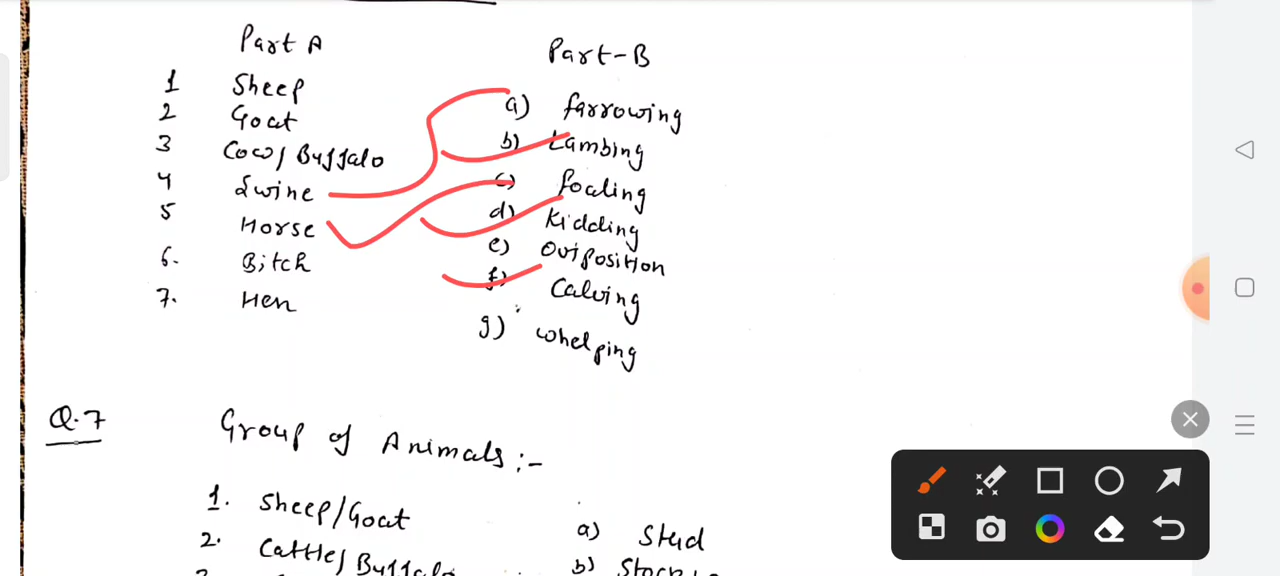 Part A
Part-B
1 Sheep
2 Goat
3 Cow/Buffalo
4 Swine
5 Horse
6. Bitch
7. Hen
a) farrowing
b) Lambing
c) foaling
d) Kidding
e) Oviposition
f) Calving
g) whelping
Q.7 Group of Animals :-
1. Sheep/Goat
2. Cattle/Buffalo
a) Stud
b)